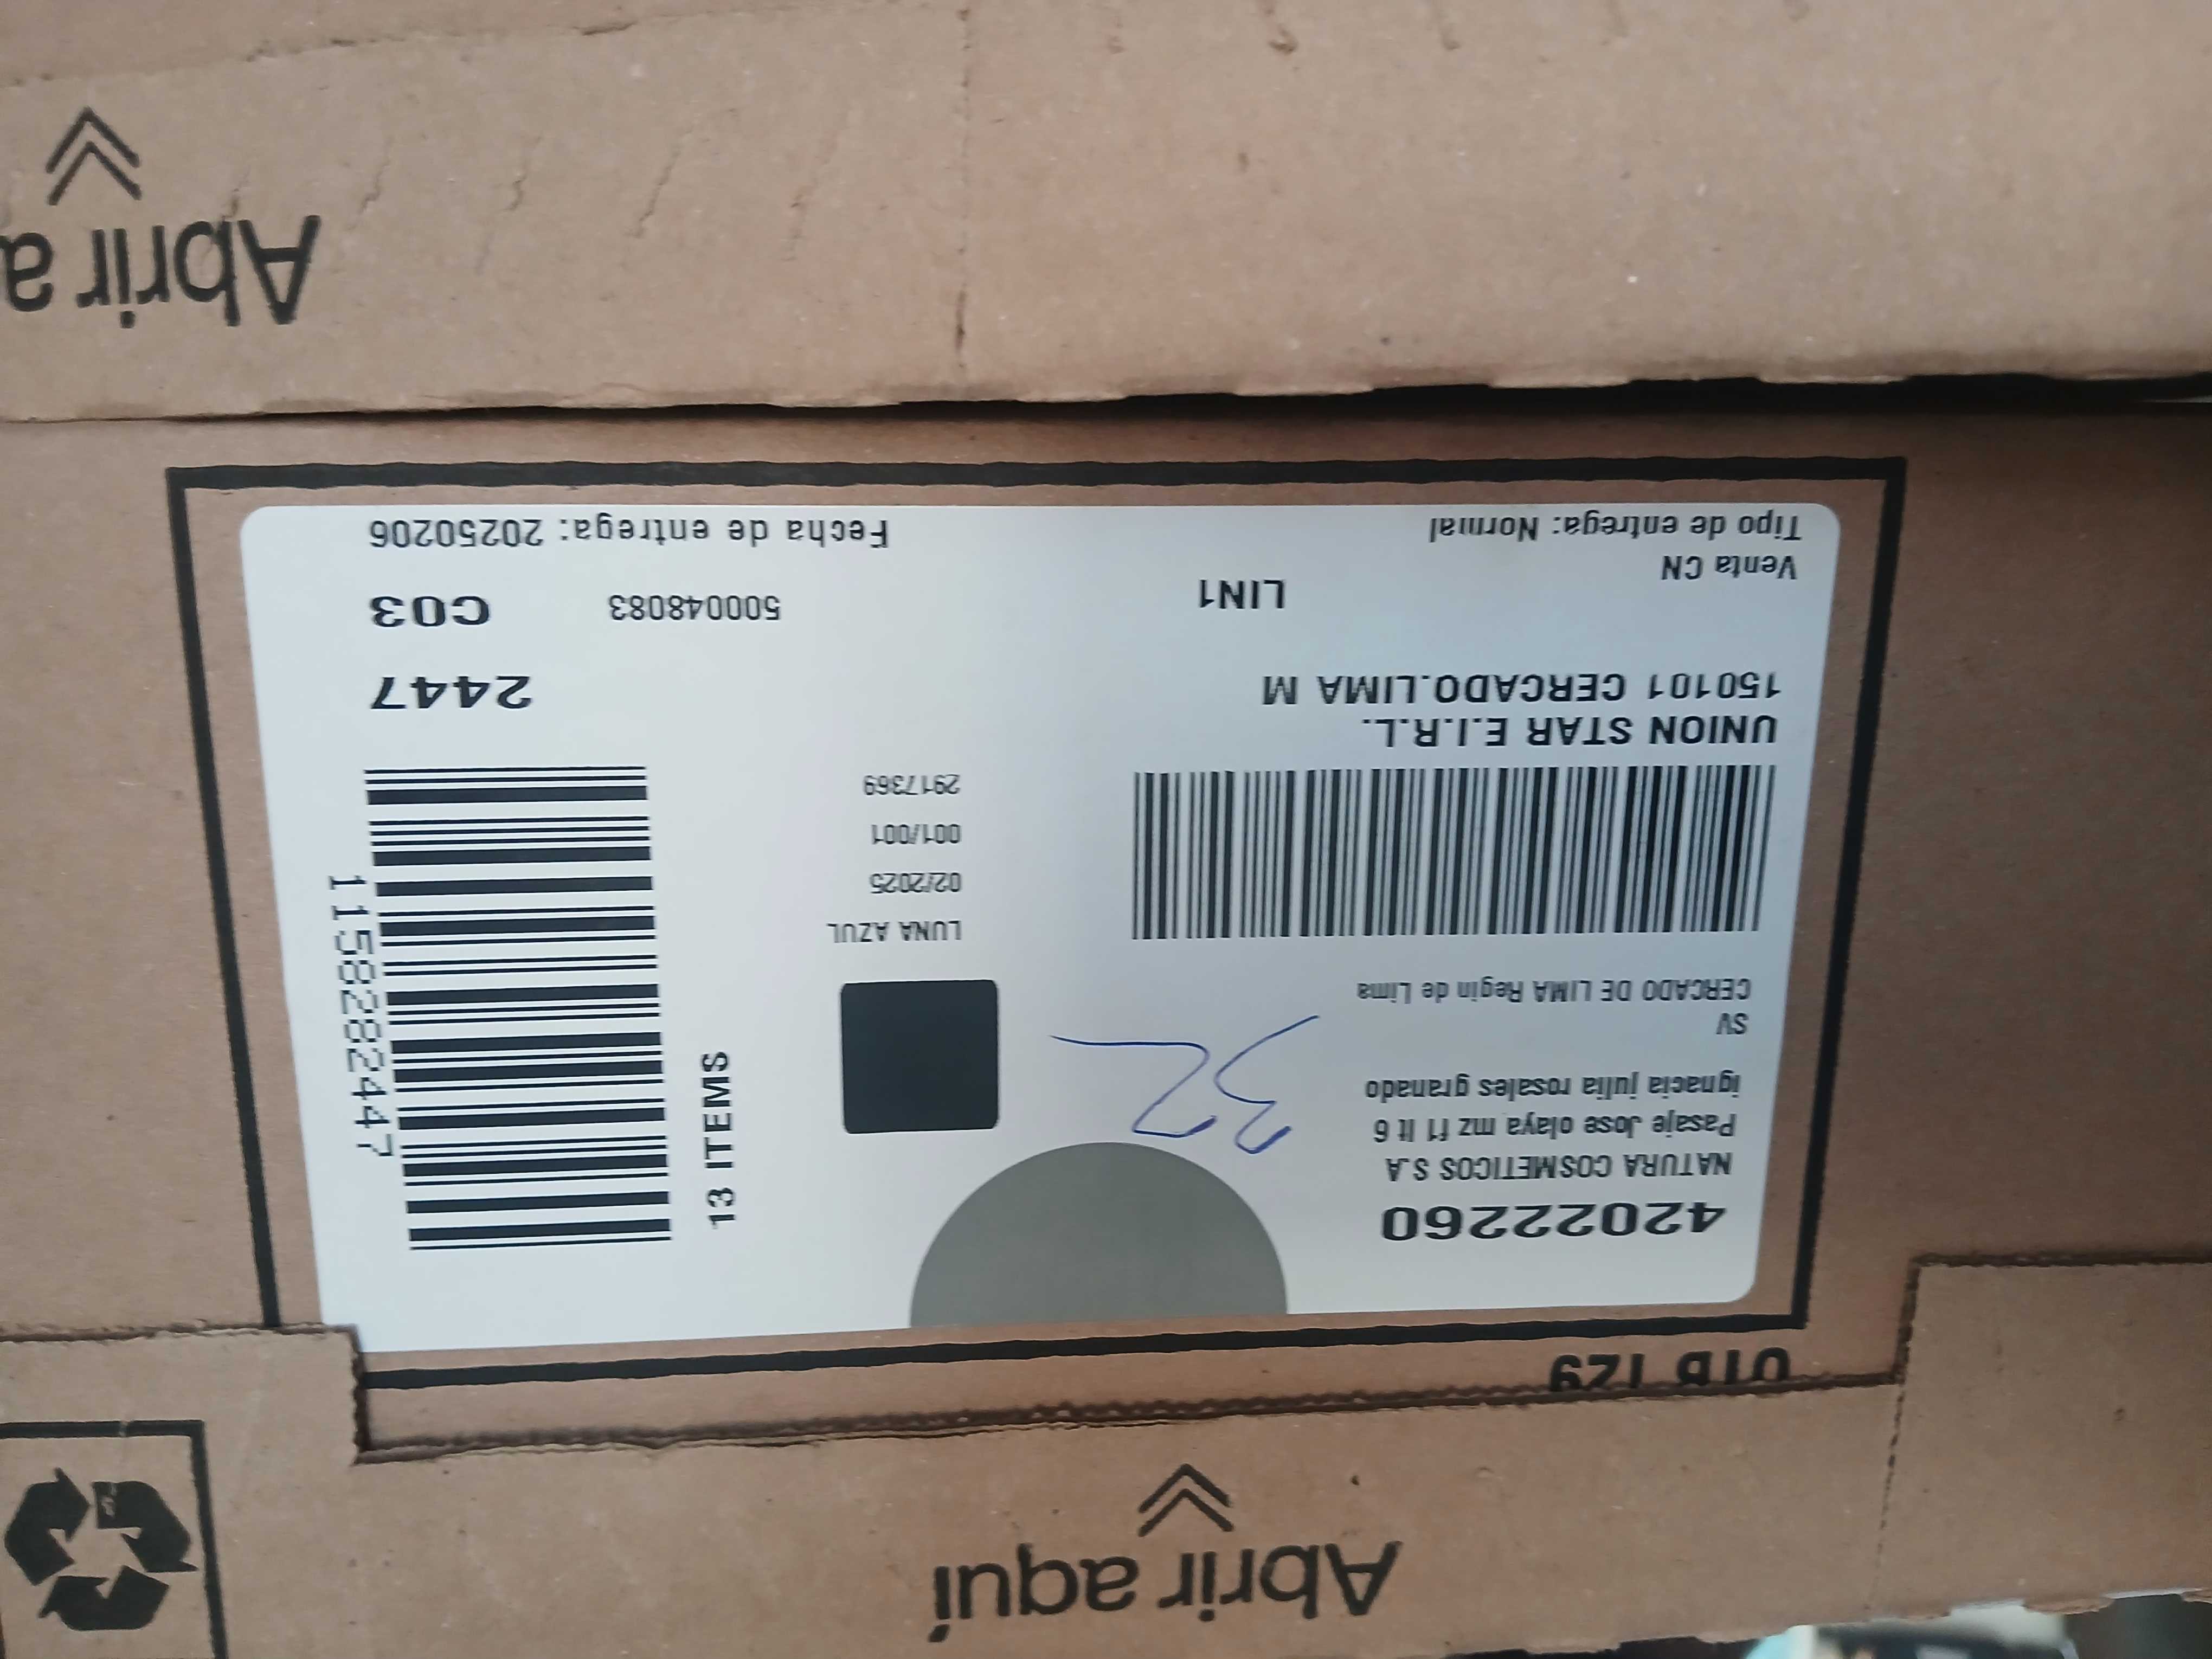 Abrir aquí
42022260
NATURA COSMETICOS S.A
Pasaje Jose olaya mz f1 lt 6
ignacia julia rosales granado
SV
CERCADO DE LIMA Regin de Lima
32
13 ITEMS
1158282447
LUNA AZUL
02/2025
001/001
2917369
UNION STAR E.I.R.L.
150101 CERCADO.LIMA M
2447
LIN1
500048083
C03
Venta CN
Tipo de entrega: Normal
Fecha de entrega: 20250206
Abrir a